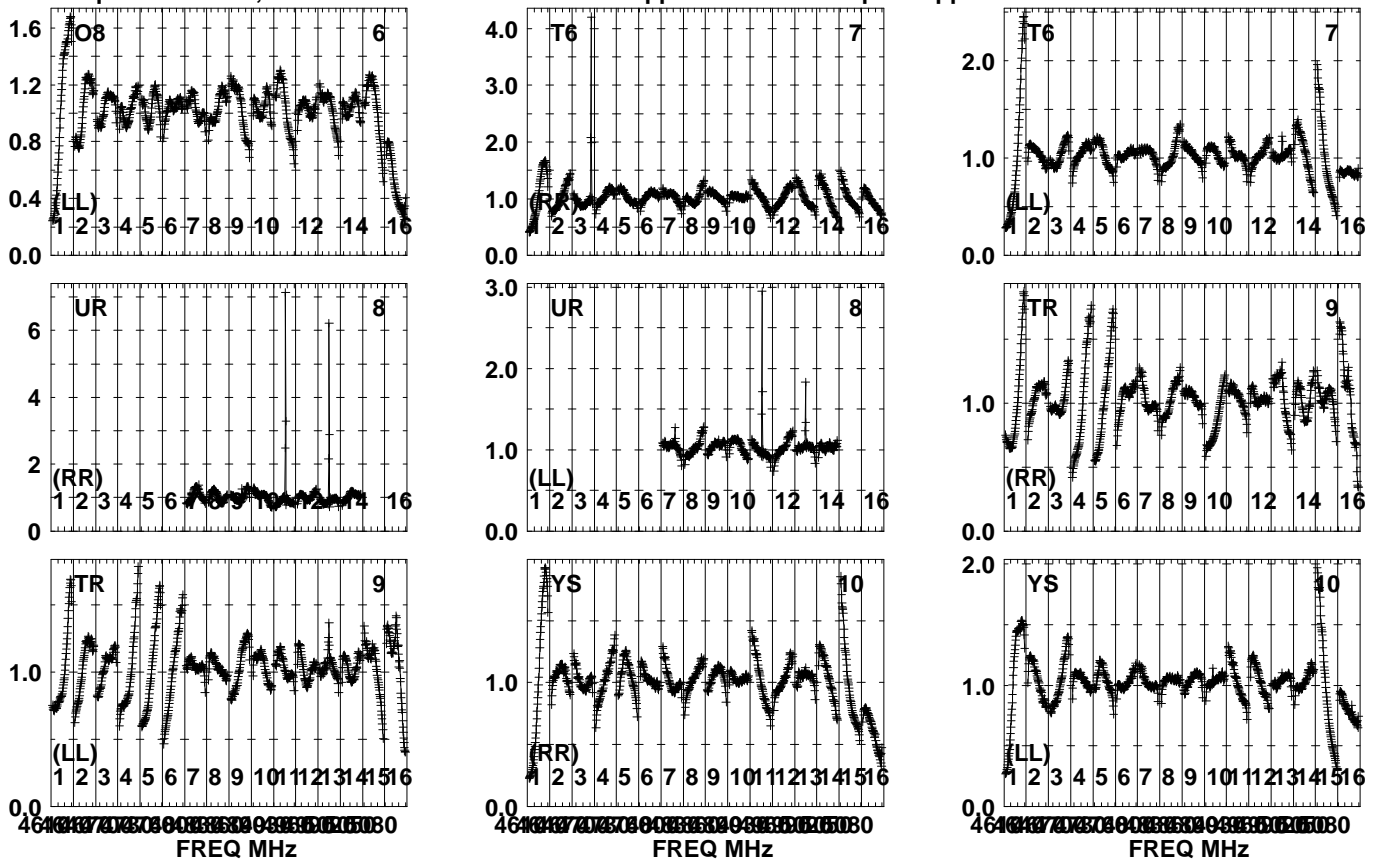 1.6 O8 6 4.0 T6 7 T6 7
1.2 3.0 2.0
0.8 2.0 1.0
0.4 (LL) 1.0 (RR) (LL)
1 2 3 4 5 6 7 8 9 10 12 14 16 1 2 3 4 5 6 7 8 9 10 12 14 16 1 2 3 4 5 6 7 8 9 10 12 14 16
0.0 0.0 0.0
UR 8 3.0 UR 8 TR 9
6 2.0
4 1.0
2 1.0
(RR) (LL) (RR)
1 2 3 4 5 6 7 8 9 10 12 14 16 1 2 3 4 5 6 7 8 9 10 12 14 16 1 2 3 4 5 6 7 8 9 10 12 14 16
0 0.0 0.0
TR 9 YS 10 2.0 YS 10
1.0 1.0 1.0
(LL) (RR) (LL)
1 2 3 4 5 6 7 8 9 10 11 12 13 14 15 16 1 2 3 4 5 6 7 8 9 10 11 12 13 14 15 16 1 2 3 4 5 6 7 8 9 10 11 12 13 14 15 16
0.0 0.0 0.0
FREQ MHz FREQ MHz FREQ MHz